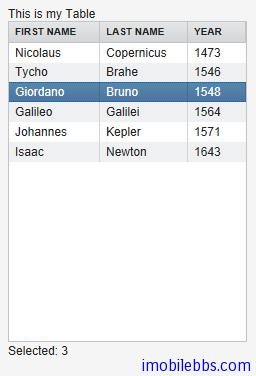 This is my Table
FIRST NAME LAST NAME YEAR
Nicolaus Copernicus 1473
Tycho Brahe 1546
Giordano Bruno 1548
Galileo Galilei 1564
Johannes Kepler 1571
Isaac Newton 1643
Selected: 3
imobilebbs.com